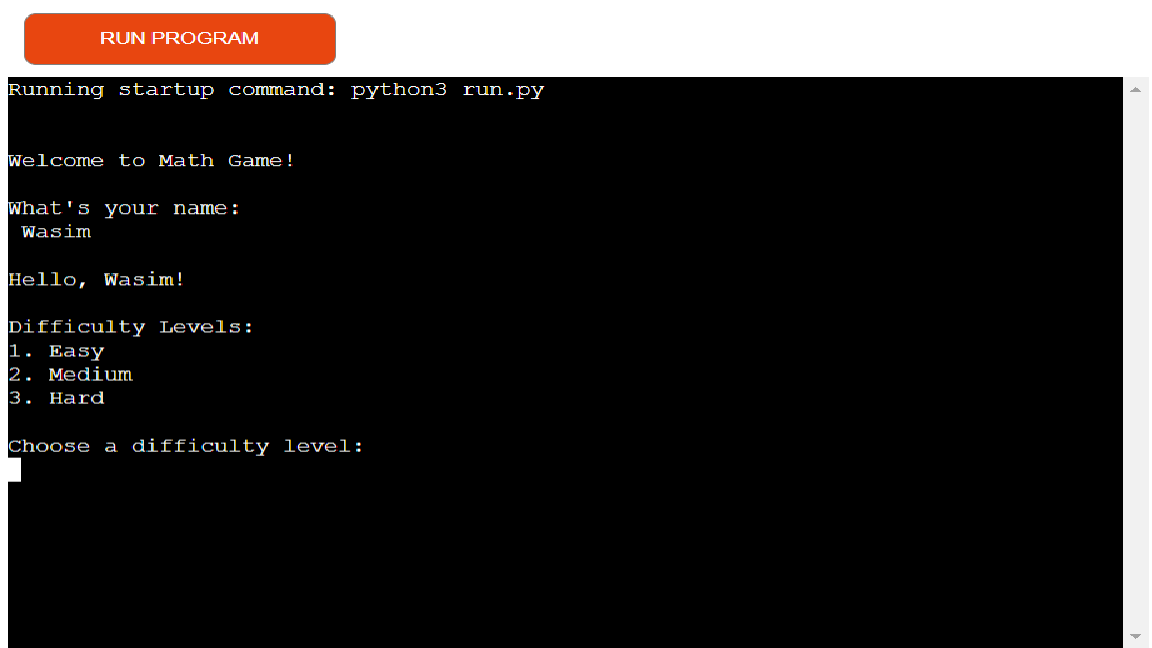 RUN PROGRAM
Running startup command: python3 run.py
Welcome to Math Game!
What's your name:
Wasim
Hello, Wasim!
Difficulty Levels:
1. Easy
2. Medium
3. Hard
Choose a difficulty level: